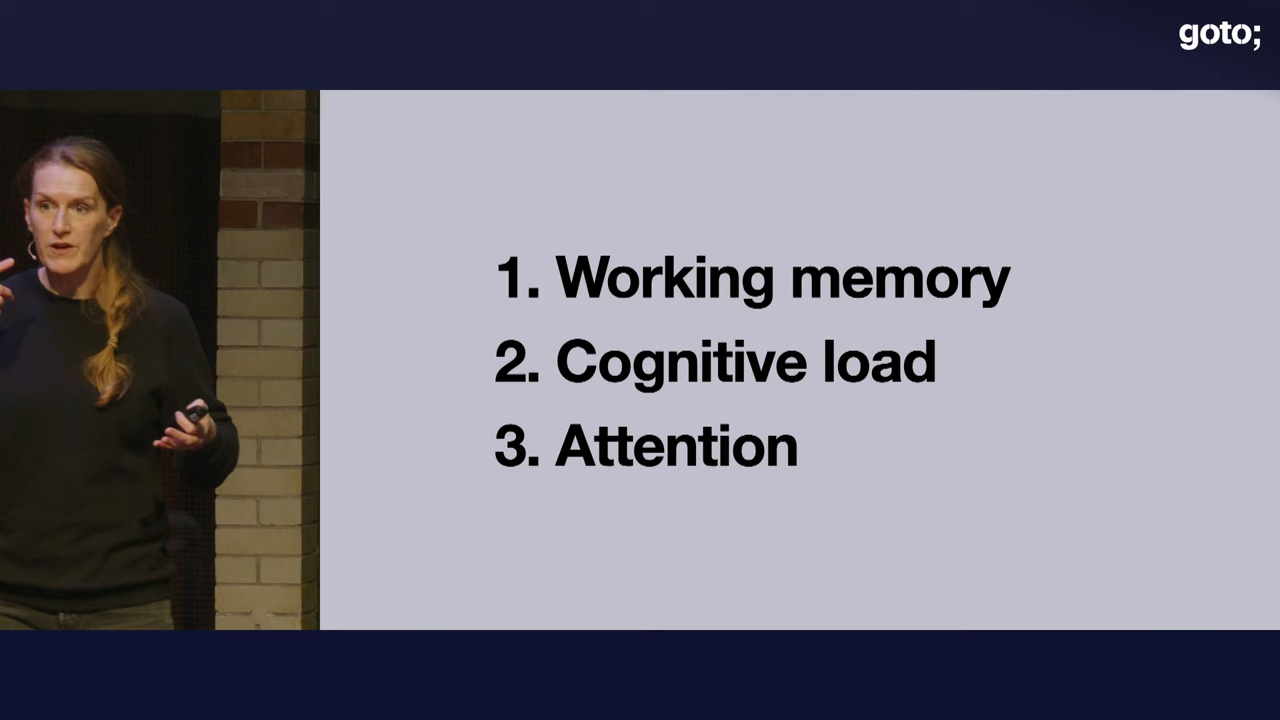 goto;
1. Working memory
2. Cognitive load
3. Attention